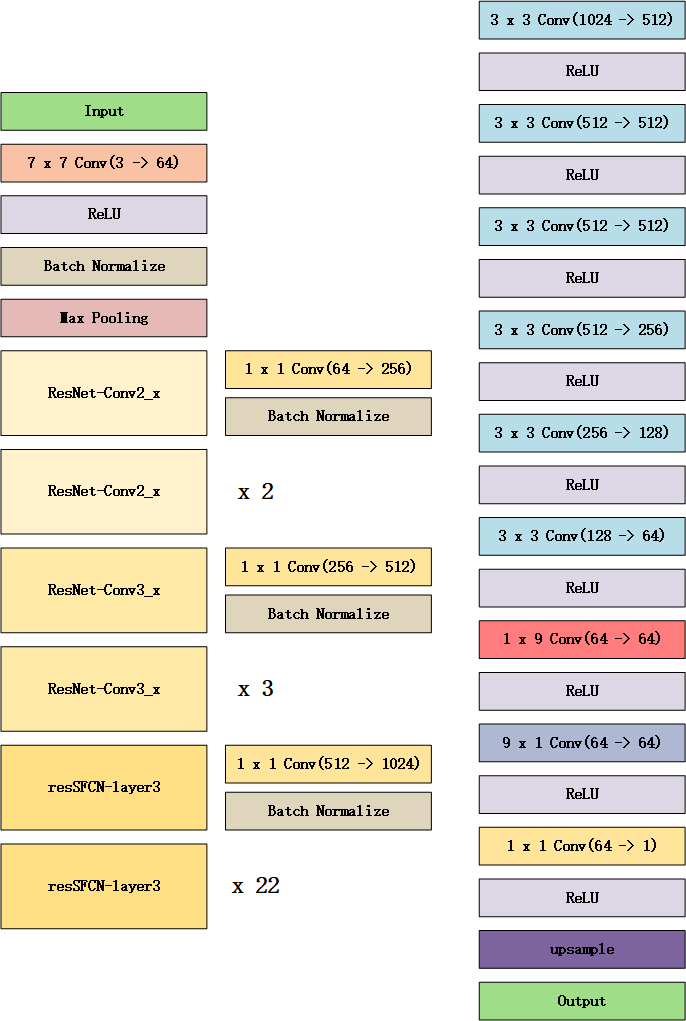 Input
7 x 7 Conv(3 -> 64)
ReLU
Batch Normalize
Max Pooling
ResNet-Conv2_x
1 x 1 Conv(64 -> 256)
Batch Normalize
ResNet-Conv2_x
x 2
ResNet-Conv3_x
1 x 1 Conv(256 -> 512)
Batch Normalize
ResNet-Conv3_x
x 3
resSFCN-layer3
1 x 1 Conv(512 -> 1024)
Batch Normalize
resSFCN-layer3
x 22
3 x 3 Conv(1024 -> 512)
ReLU
3 x 3 Conv(512 -> 512)
ReLU
3 x 3 Conv(512 -> 512)
ReLU
3 x 3 Conv(512 -> 256)
ReLU
3 x 3 Conv(256 -> 128)
ReLU
3 x 3 Conv(128 -> 64)
ReLU
1 x 9 Conv(64 -> 64)
ReLU
9 x 1 Conv(64 -> 64)
ReLU
1 x 1 Conv(64 -> 1)
ReLU
upsample
Output